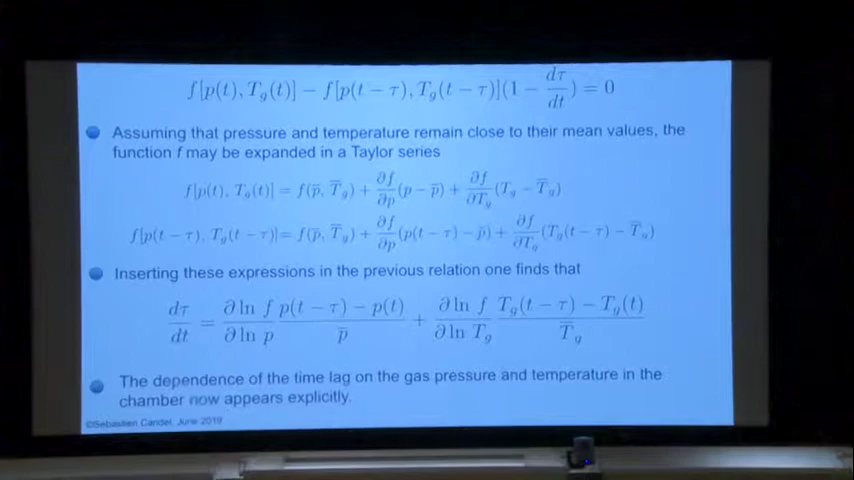 f[p(t), T_g(t)] − f[p(t − τ), T_g(t − τ)](1 − dτ/dt) = 0
Assuming that pressure and temperature remain close to their mean values, the
function f may be expanded in a Taylor series
f[p(t), T_g(t)] = f(p̄, T̄_g) + ∂f/∂p (p − p̄) + ∂f/∂T_g (T_g − T̄_g)
f[p(t − τ), T_g(t − τ)] = f(p̄, T̄_g) + ∂f/∂p (p(t − τ) − p̄) + ∂f/∂T_g (T_g(t − τ) − T̄_g)
Inserting these expressions in the previous relation one finds that
dτ/dt = ∂ ln f/∂ ln p (p(t − τ) − p(t))/p̄ + ∂ ln f/∂ ln T_g (T_g(t − τ) − T_g(t))/T̄_g
The dependence of the time lag on the gas pressure and temperature in the
chamber now appears explicitly.
©Sebastien Candel, June 2019